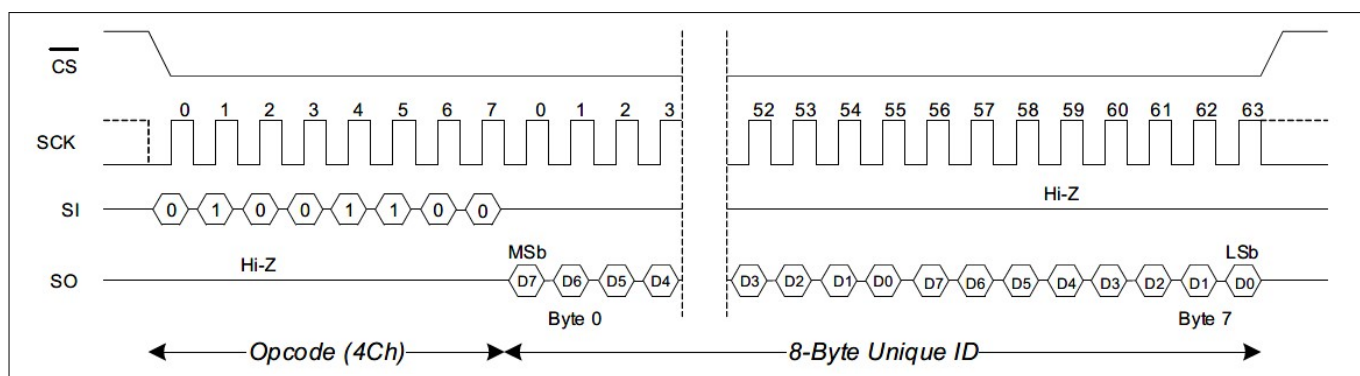 CS
0 1 2 3 4 5 6 7 0 1 2 3 52 53 54 55 56 57 58 59 60 61 62 63
SCK
Hi-Z
SI 0 1 0 0 1 1 0 0
MSb LSb
Hi-Z
SO D7 D6 D5 D4 D3 D2 D1 D0 D7 D6 D5 D4 D3 D2 D1 D0
Byte 0 Byte 7
Opcode (4Ch) 8-Byte Unique ID